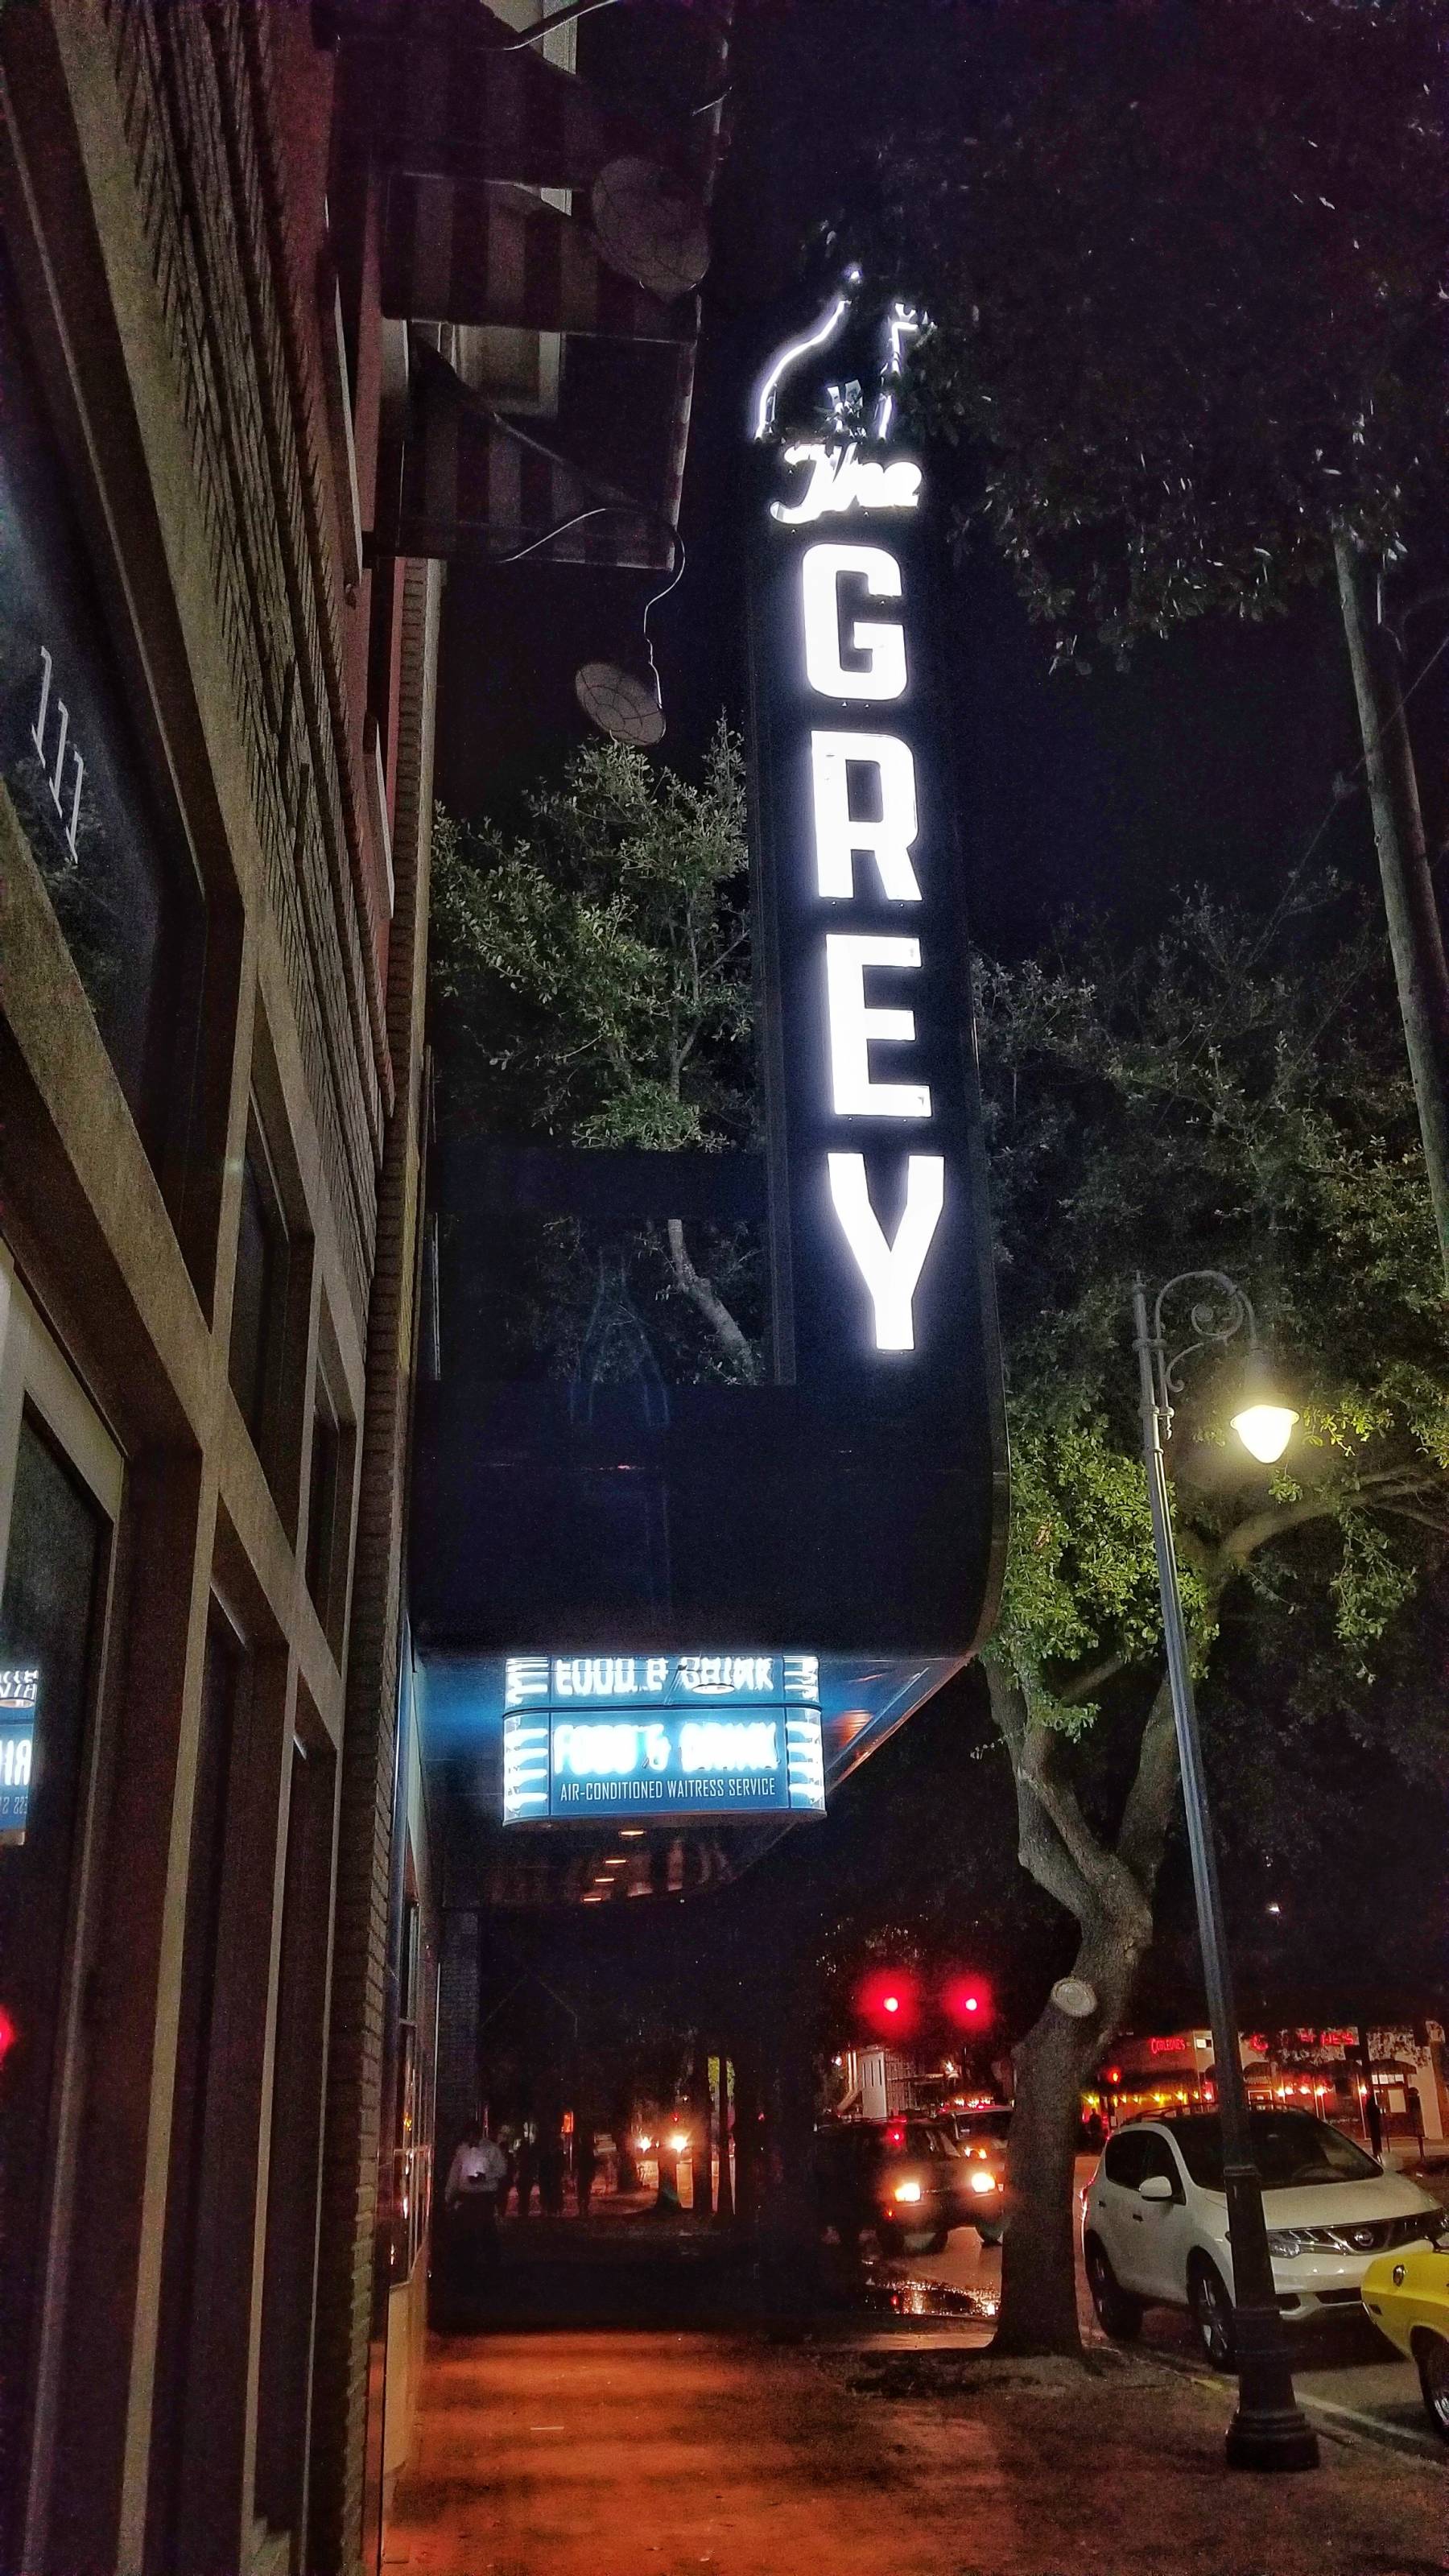 The
GREY
FOOD & DRINK
AIR-CONDITIONED WAITRESS SERVICE